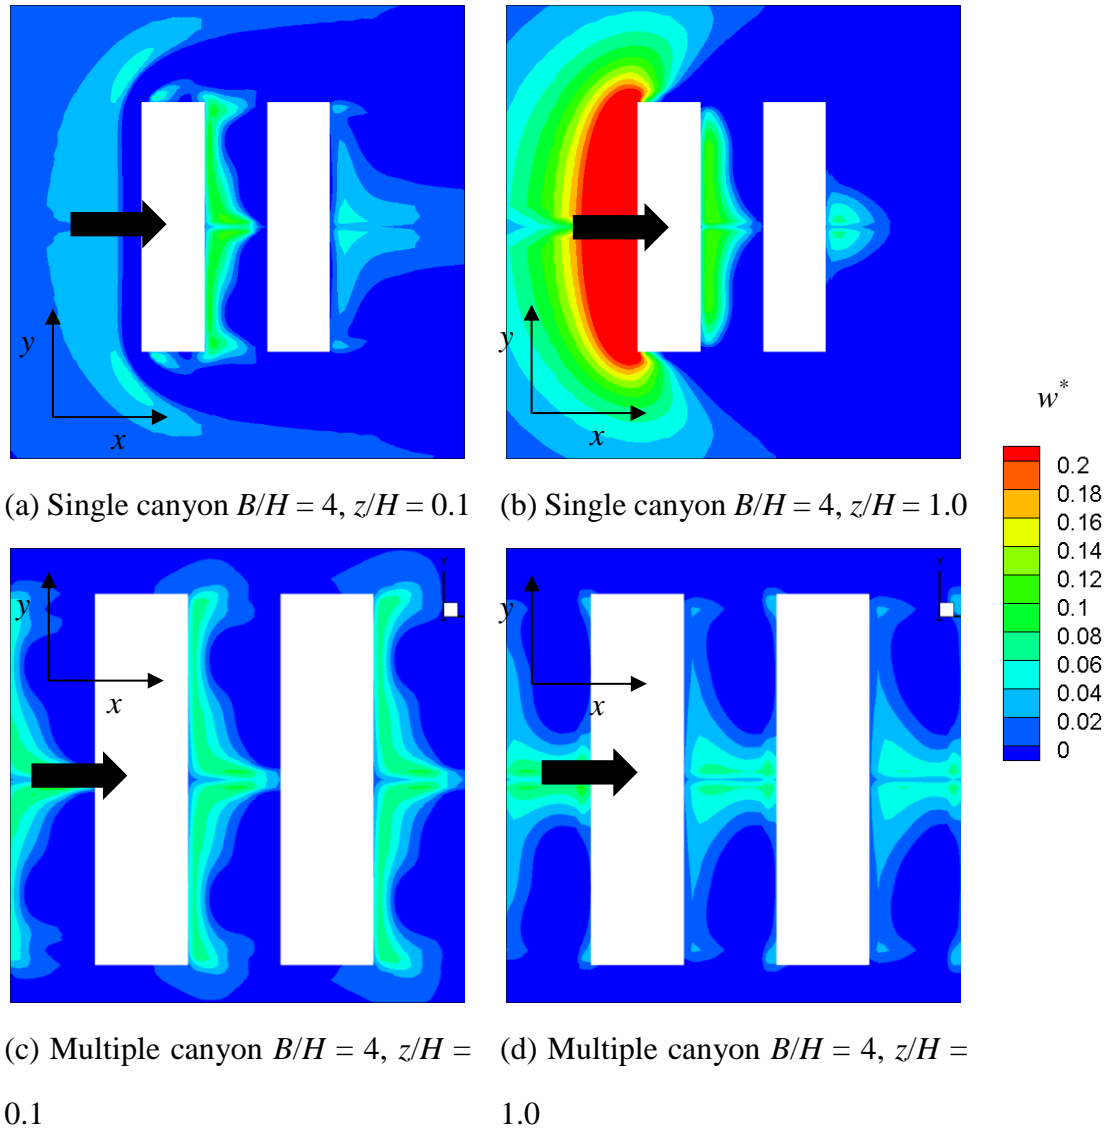 y
x
y
x
(a) Single canyon B/H = 4, z/H = 0.1
(b) Single canyon B/H = 4, z/H = 1.0
w*
0.2
0.18
0.16
0.14
0.12
0.1
0.08
0.06
0.04
0.02
0
y
x
y
x
(c) Multiple canyon B/H = 4, z/H =
0.1
(d) Multiple canyon B/H = 4, z/H =
1.0